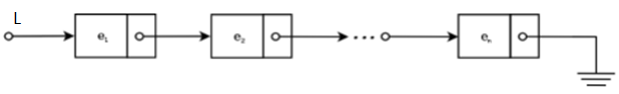 L
e₁ e₂ ... eₙ